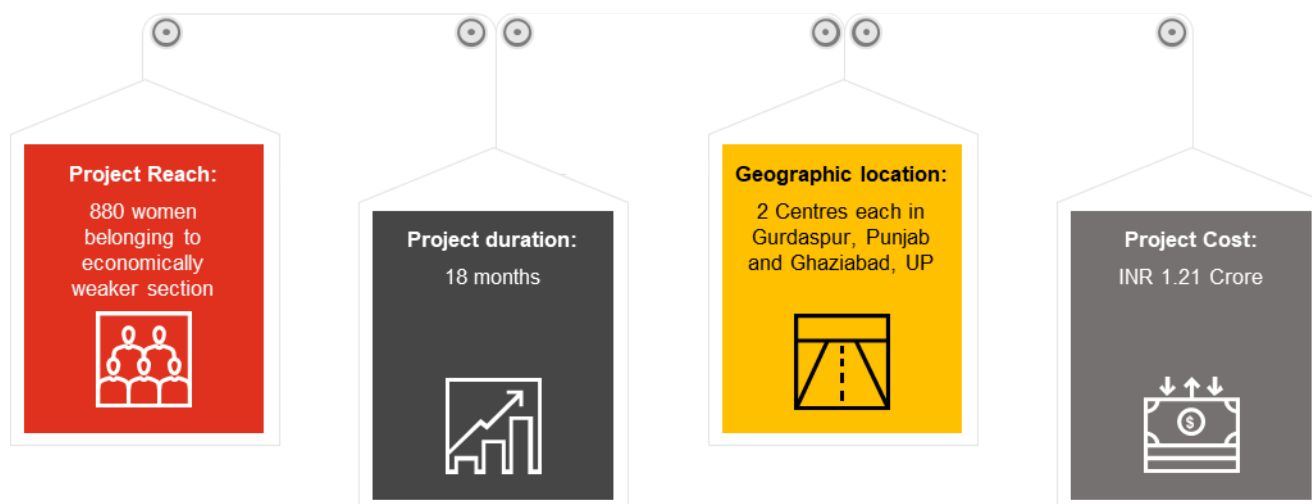 Project Reach:
880 women
belonging to
economically
weaker section
Project duration:
18 months
Geographic location:
2 Centres each in
Gurdaspur, Punjab
and Ghaziabad, UP
Project Cost:
INR 1.21 Crore
$